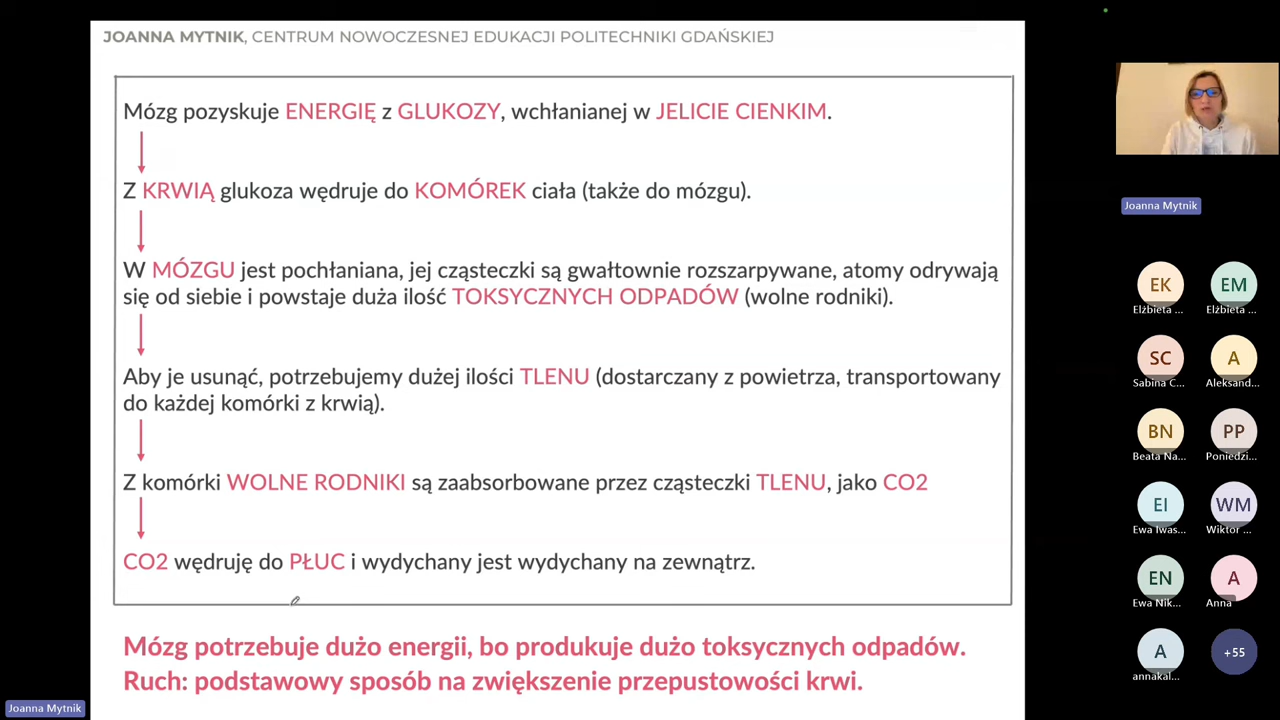 JOANNA MYTNIK, CENTRUM NOWOCZESNEJ EDUKACJI POLITECHNIKI GDAŃSKIEJ
Mózg pozyskuje ENERGIĘ z GLUKOZY, wchłanianej w JELICIE CIENKIM.
Z KRWIĄ glukoza wędruje do KOMÓREK ciała (także do mózgu).
W MÓZGU jest pochłaniana, jej cząsteczki są gwałtownie rozszarpywane, atomy odrywają
się od siebie i powstaje duża ilość TOKSYCZNYCH ODPADÓW (wolne rodniki).
Aby je usunąć, potrzebujemy dużej ilości TLENU (dostarczany z powietrza, transportowany
do każdej komórki z krwią).
Z komórki WOLNE RODNIKI są zaabsorbowane przez cząsteczki TLENU, jako CO2
CO2 wędruję do PŁUC i wydychany jest wydychany na zewnątrz.
Mózg potrzebuje dużo energii, bo produkuje dużo toksycznych odpadów.
Ruch: podstawowy sposób na zwiększenie przepustowości krwi.
Joanna Mytnik
Joanna Mytnik
EK
EM
Elżbieta ...
Elżbieta ...
SC
A
Sabina C...
Aleksand...
BN
PP
Beata Na...
Poniedzi...
EI
WM
Ewa Iwas...
Wiktor ...
EN
A
Ewa Nik...
Anna
A
+55
annakal...